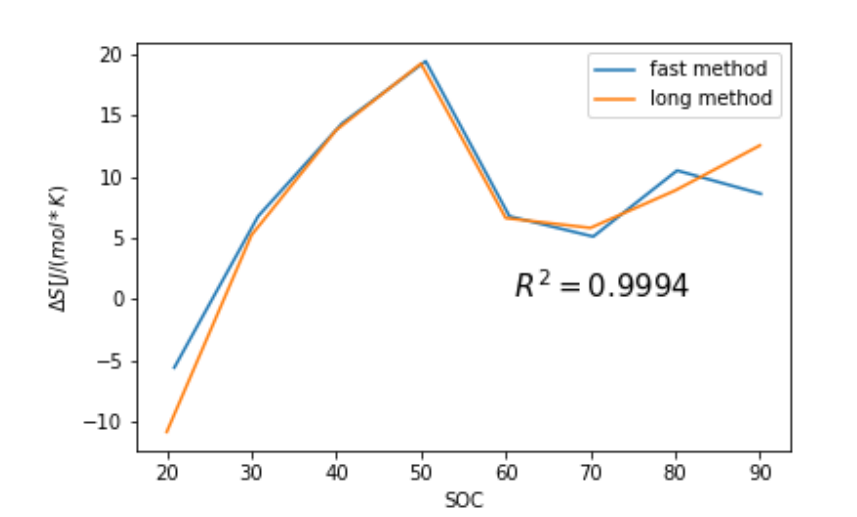 20
15
10
5
0
−5
−10
ΔS[J/(mol * K)
fast method
long method
R² = 0.9994
20 30 40 50 60 70 80 90
SOC